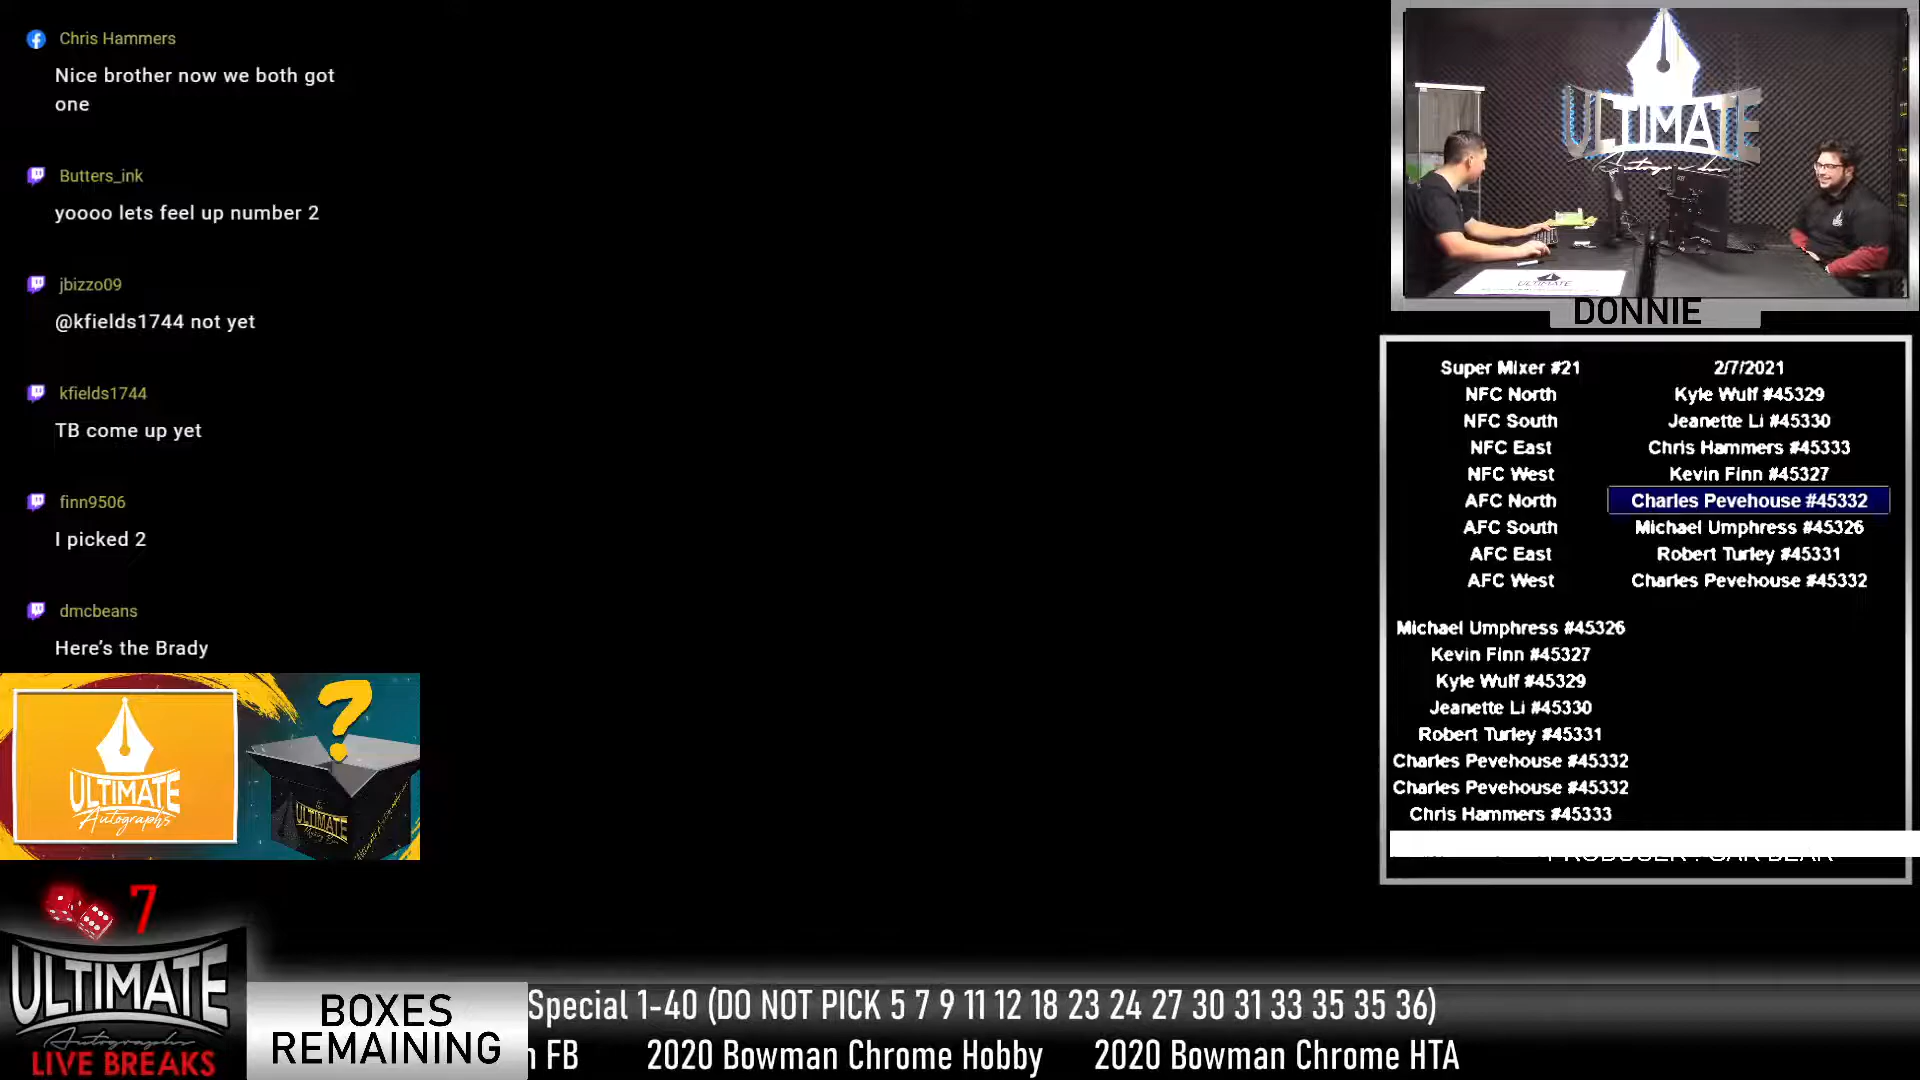 Chris Hammers
Nice brother now we both got
one
Butters_ink
yoooo lets feel up number 2
jbizzo09
@kfields1744 not yet
kfields1744
TB come up yet
finn9506
I picked 2
dmcbeans
Here's the Brady
ULTIMATE
Autographs
?
ULTIMATE
7
ULTIMATE
Autographs
LIVE BREAKS
BOXES
REMAINING
Special 1-40 (DO NOT PICK 5 7 9 11 12 18 23 24 27 30 31 33 35 35 36)
FB 2020 Bowman Chrome Hobby 2020 Bowman Chrome HTA
ULTIMATE
Autographs
ULTIMATE
DONNIE
Super Mixer #21 2/7/2021
NFC North Kyle Wulf #45329
NFC South Jeanette Li #45330
NFC East Chris Hammers #45333
NFC West Kevin Finn #45327
AFC North Charles Pevehouse #45332
AFC South Michael Umphress #45326
AFC East Robert Turley #45331
AFC West Charles Pevehouse #45332
Michael Umphress #45326
Kevin Finn #45327
Kyle Wulf #45329
Jeanette Li #45330
Robert Turley #45331
Charles Pevehouse #45332
Charles Pevehouse #45332
Chris Hammers #45333